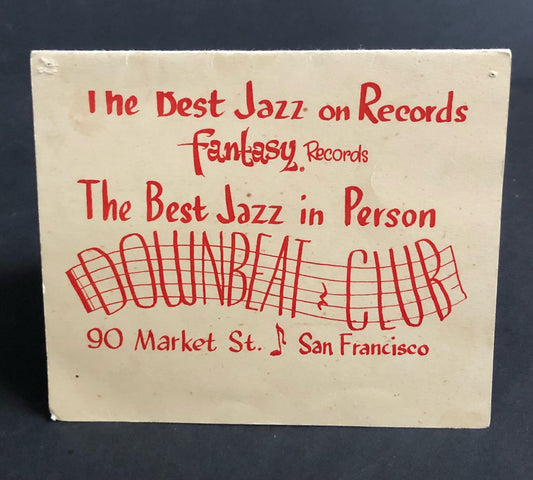 The Best Jazz on Records
Fantasy Records
The Best Jazz in Person
DOWNBEAT CLUB
90 Market St. San Francisco